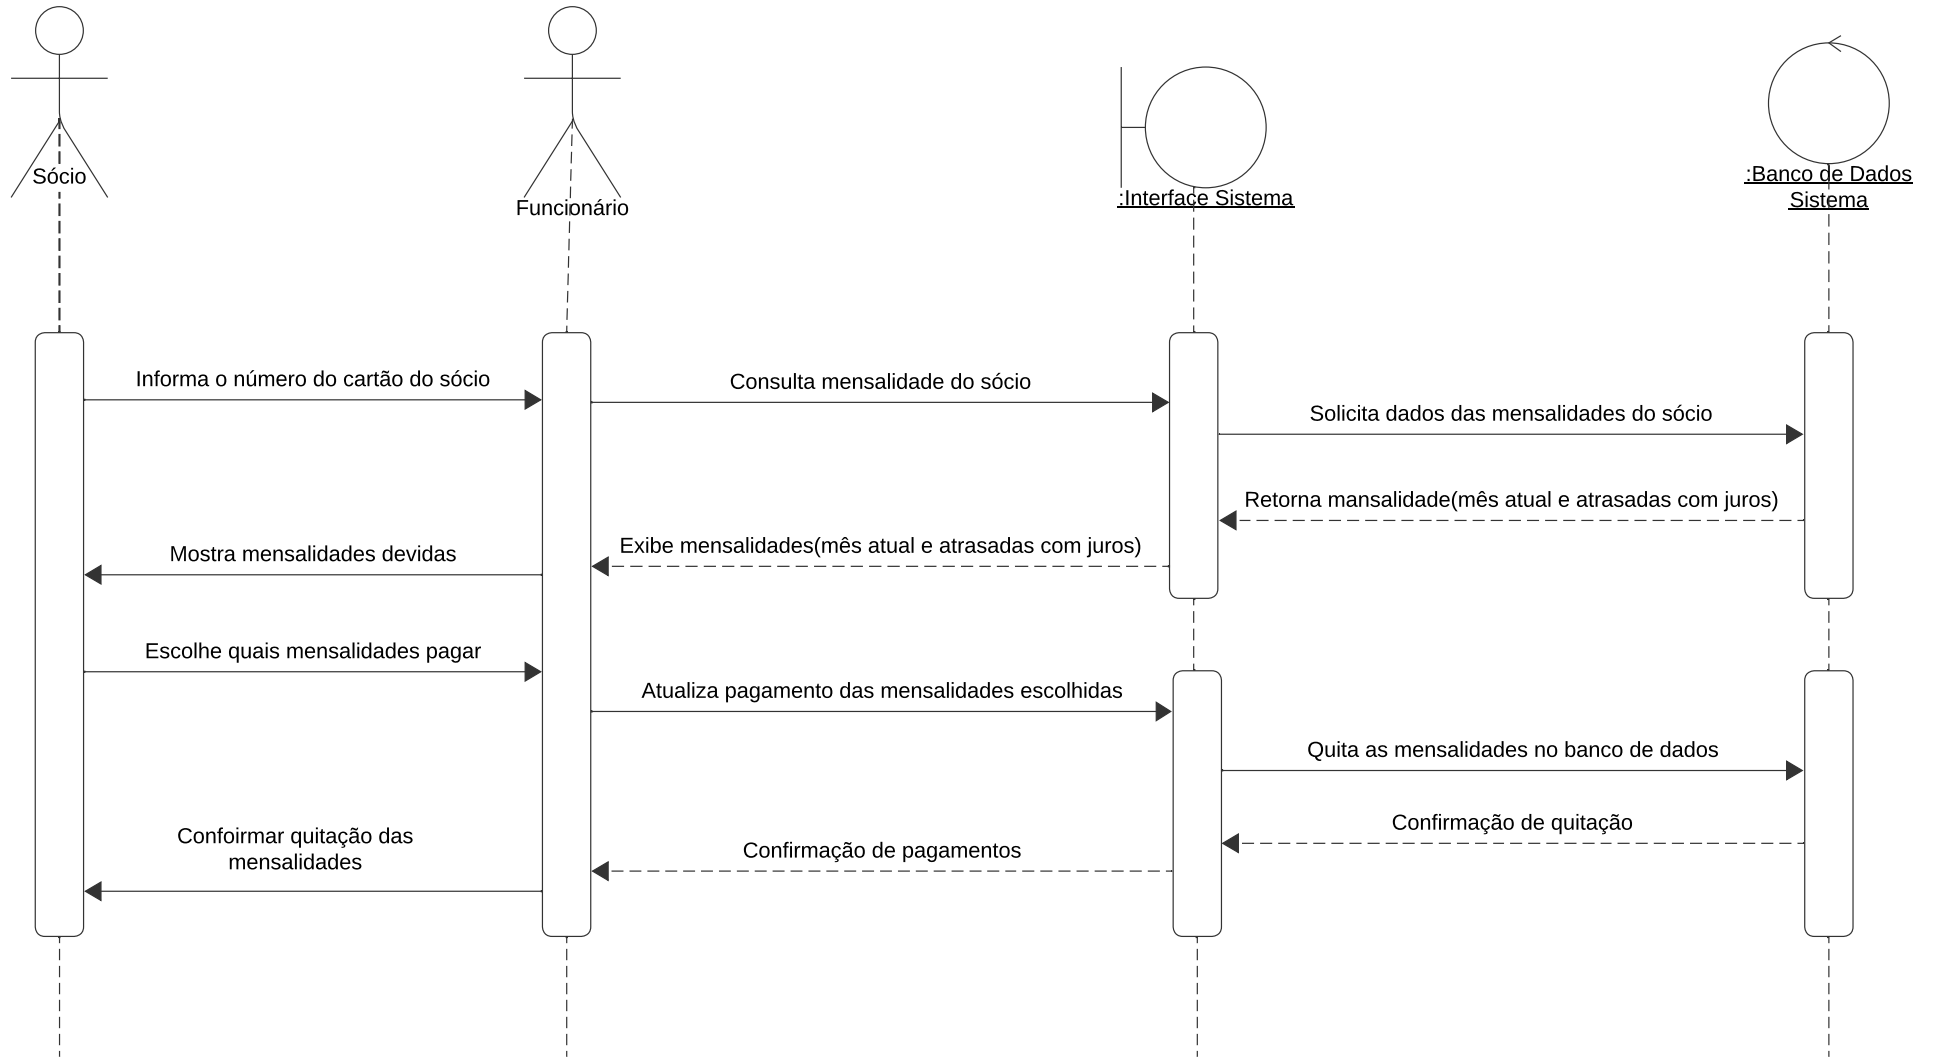 Sócio
Funcionário
:Interface Sistema
:Banco de Dados
Sistema
Informa o número do cartão do sócio
Consulta mensalidade do sócio
Solicita dados das mensalidades do sócio
Retorna mansalidade(mês atual e atrasadas com juros)
Exibe mensalidades(mês atual e atrasadas com juros)
Mostra mensalidades devidas
Escolhe quais mensalidades pagar
Atualiza pagamento das mensalidades escolhidas
Quita as mensalidades no banco de dados
Confirmação de quitação
Confirmação de pagamentos
Confoirmar quitação das
mensalidades